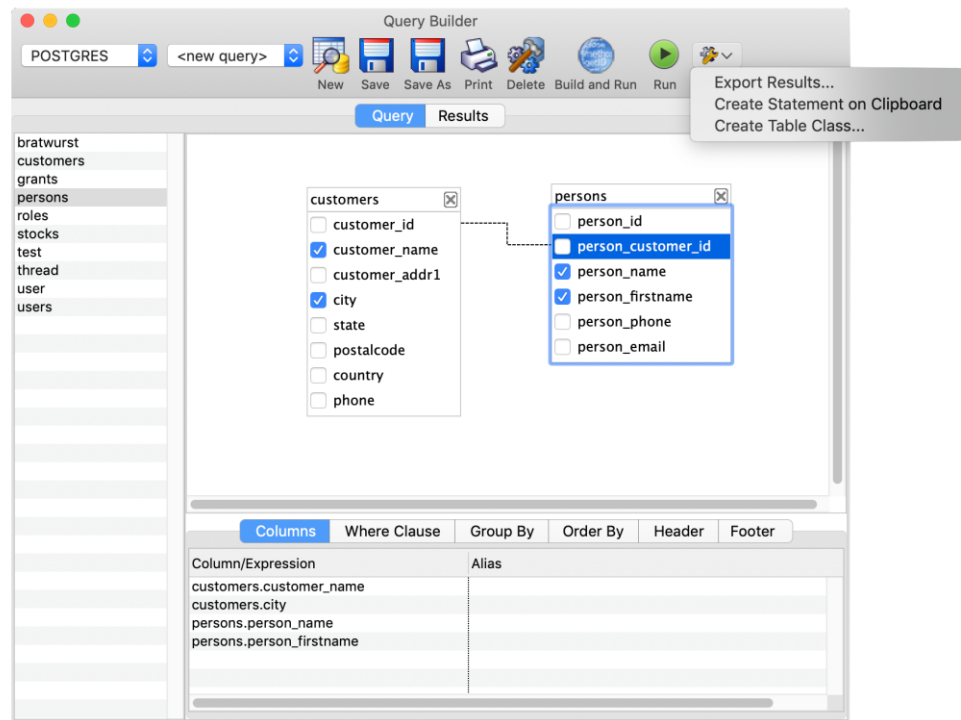 Query Builder
POSTGRES
<new query>
New Save Save As Print Delete Build and Run Run
Export Results...
Create Statement on Clipboard
Create Table Class...
Query Results
bratwurst
customers
grants
persons
roles
stocks
test
thread
user
users
customers
customer_id
customer_name
customer_addr1
city
state
postalcode
country
phone
persons
person_id
person_customer_id
person_name
person_firstname
person_phone
person_email
Columns Where Clause Group By Order By Header Footer
Column/Expression Alias
customers.customer_name
customers.city
persons.person_name
persons.person_firstname